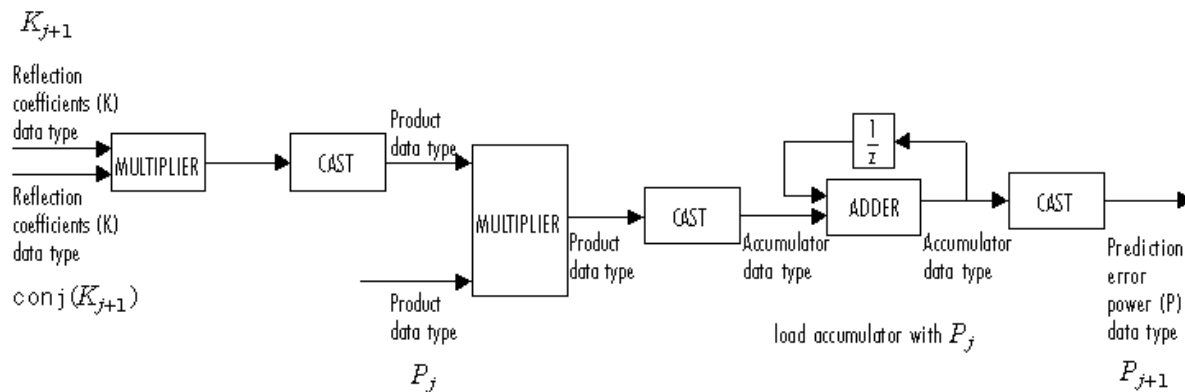 K_{j+1}
Reflection
coefficients (K)
data type
MULTIPLIER
Reflection
coefficients (K)
data type
conj(K_{j+1})
CAST
Product
data type
MULTIPLIER
Product
data type
P_j
Product
data type
CAST
Accumulator
data type
1
z
ADDER
Accumulator
data type
load accumulator with P_j
CAST
Prediction
error
power (P)
data type
P_{j+1}